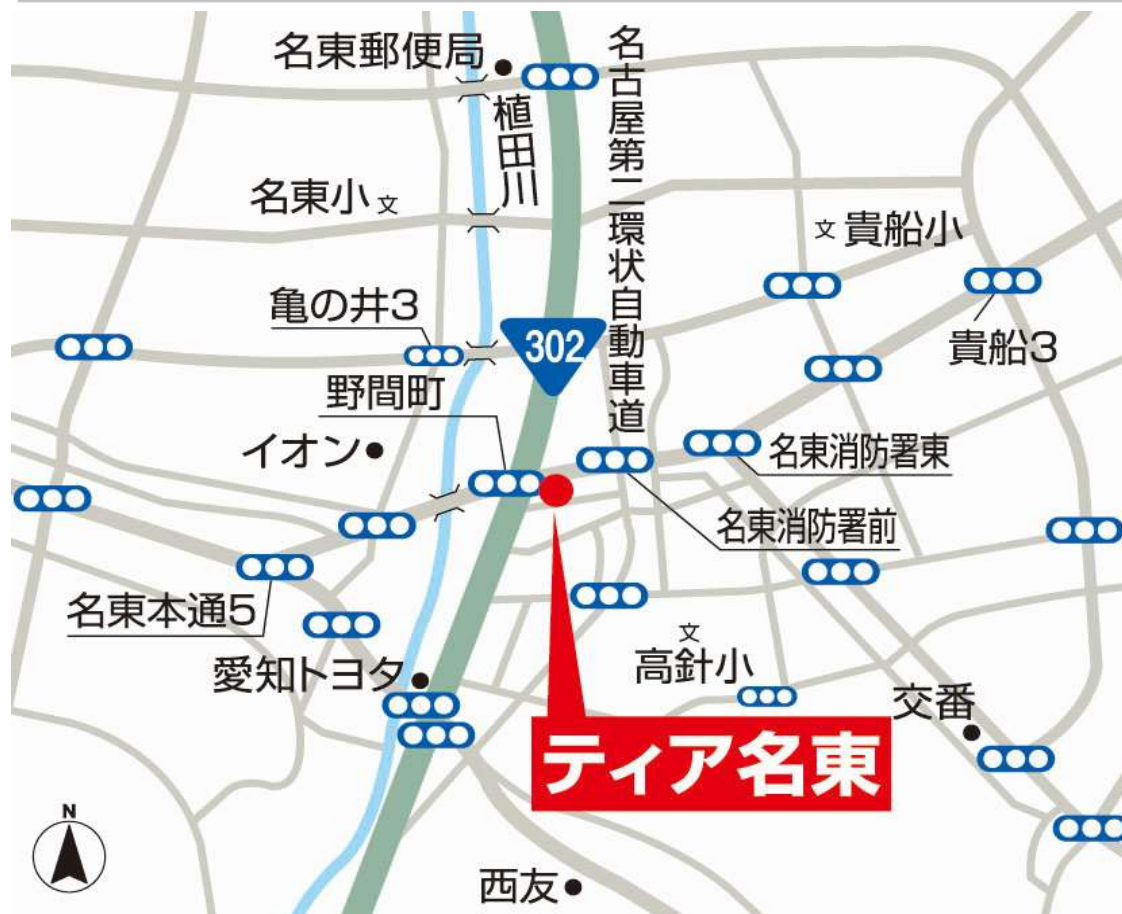 名東郵便局
植田川
名古屋第二環状自動車道
名東小
文
文
貴船小
亀の井3
302
貴船3
野間町
イオン
名東消防署東
名東消防署前
名東本通5
文
高針小
愛知トヨタ
交番
ティア名東
N
西友